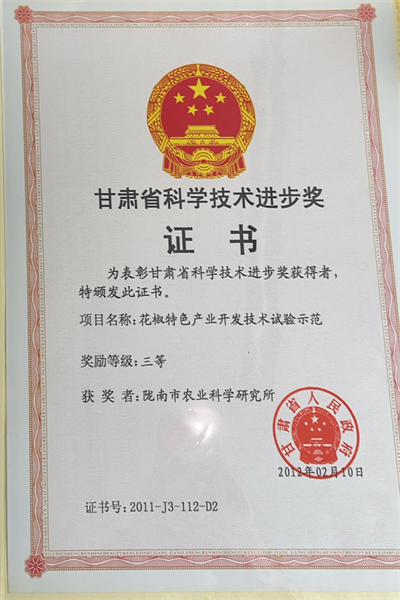 甘肃省科学技术进步奖
证书
为表彰甘肃省科学技术进步奖获得者，
特颁发此证书。
项目名称：花椒特色产业开发技术试验示范
奖励等级：三等
获奖者：陇南市农业科学研究所
甘肃省人民政府
2012年02月10日
证书号：2011-J3-112-D2